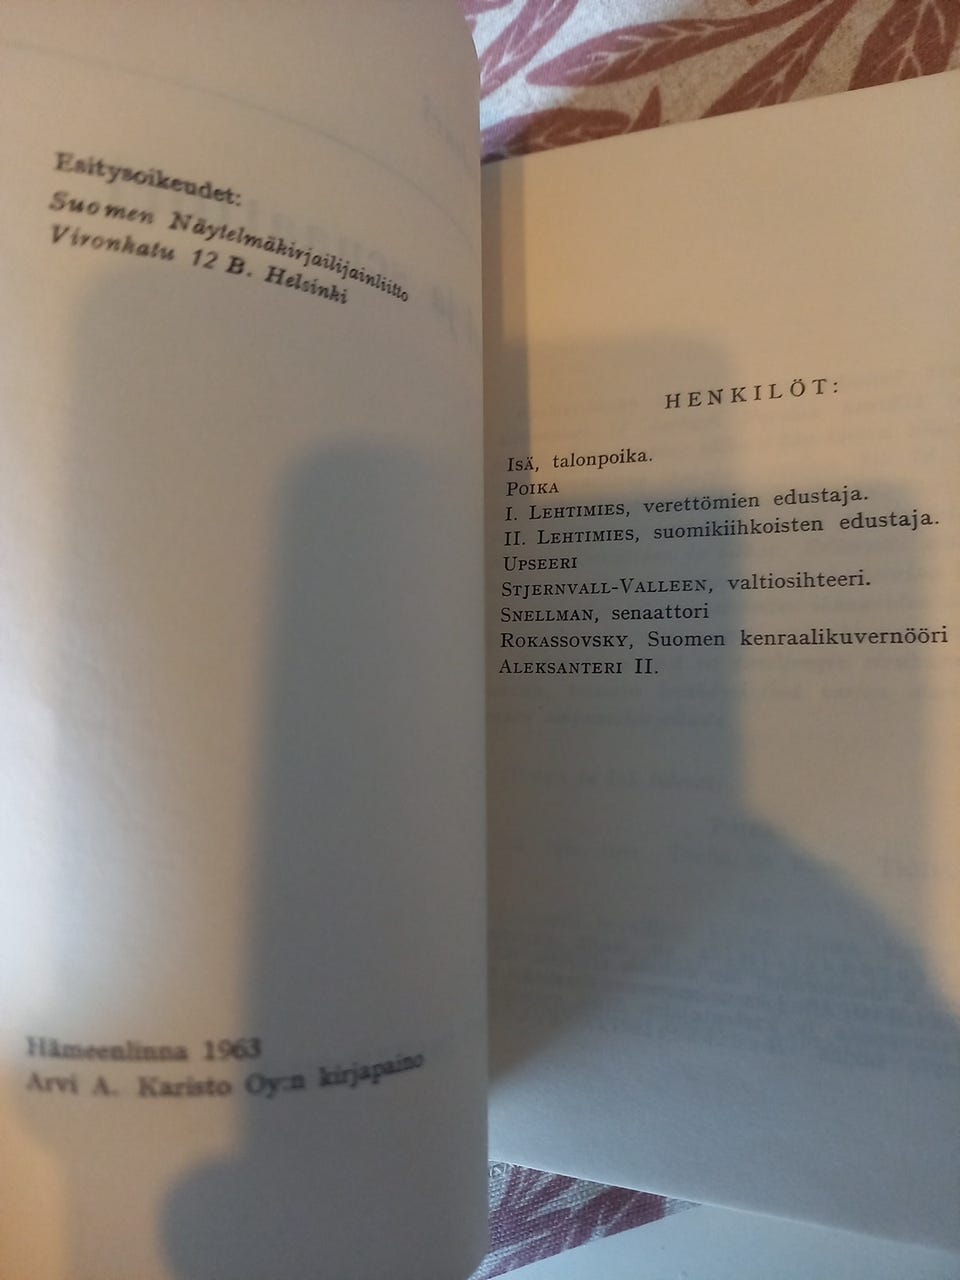 Esitysoikeudet:
Suomen Näytelmäkirjailijainliitto
Vironkatu 12 B. Helsinki
Hämeenlinna 1963
Arvi A. Karisto Oy:n kirjapaino
HENKILÖT:
ISÄ, talonpoika.
POIKA
I. LEHTIMIES, verettömien edustaja.
II. LEHTIMIES, suomikiihkoisten edustaja.
UPSEERI
STJERNVALL-VALLEEN, valtiosihteeri.
SNELLMAN, senaattori
ROKASSOVSKY, Suomen kenraalikuvernööri
ALEKSANTERI II.